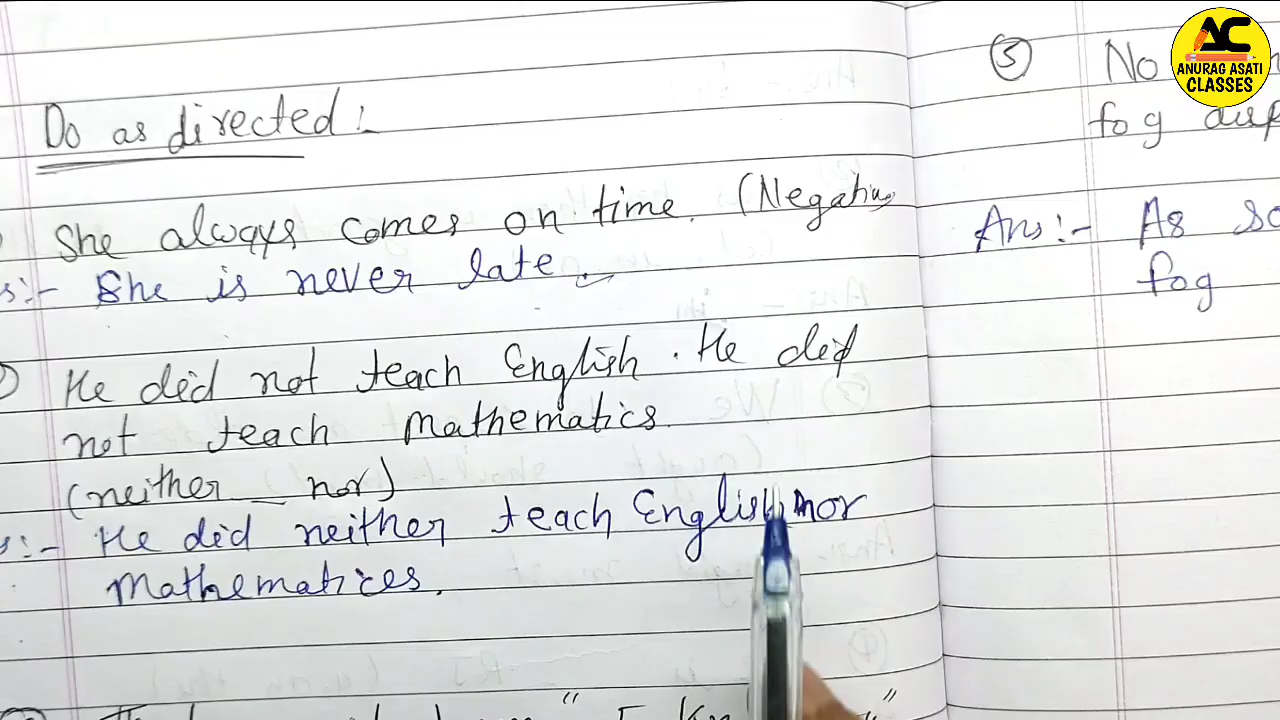 Do as directed :-
She always comes on time. (Negative
:- She is never late.
He did not teach English. He did
not teach Mathematics.
(neither _ nor)
:- He did neither teach English nor
Mathematices.
" I
"
5 No
fog
Ans:- As
fog
AC
ANURAG ASATI
CLASSES